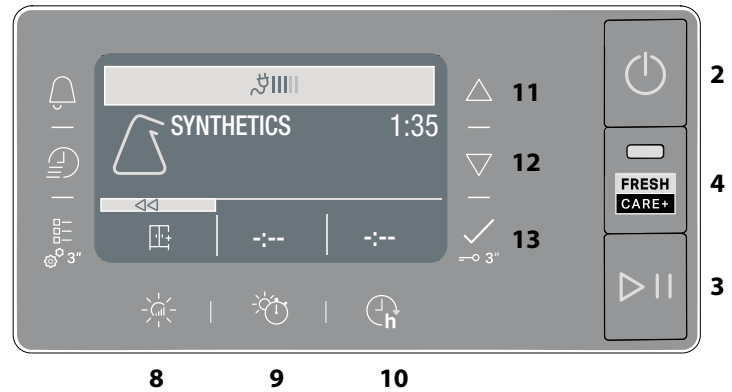 2
11
SYNTHETICS 1:35
12
FRESH
CARE+
4
-:-- -:--
13
3"
3"
3
h
8 9 10